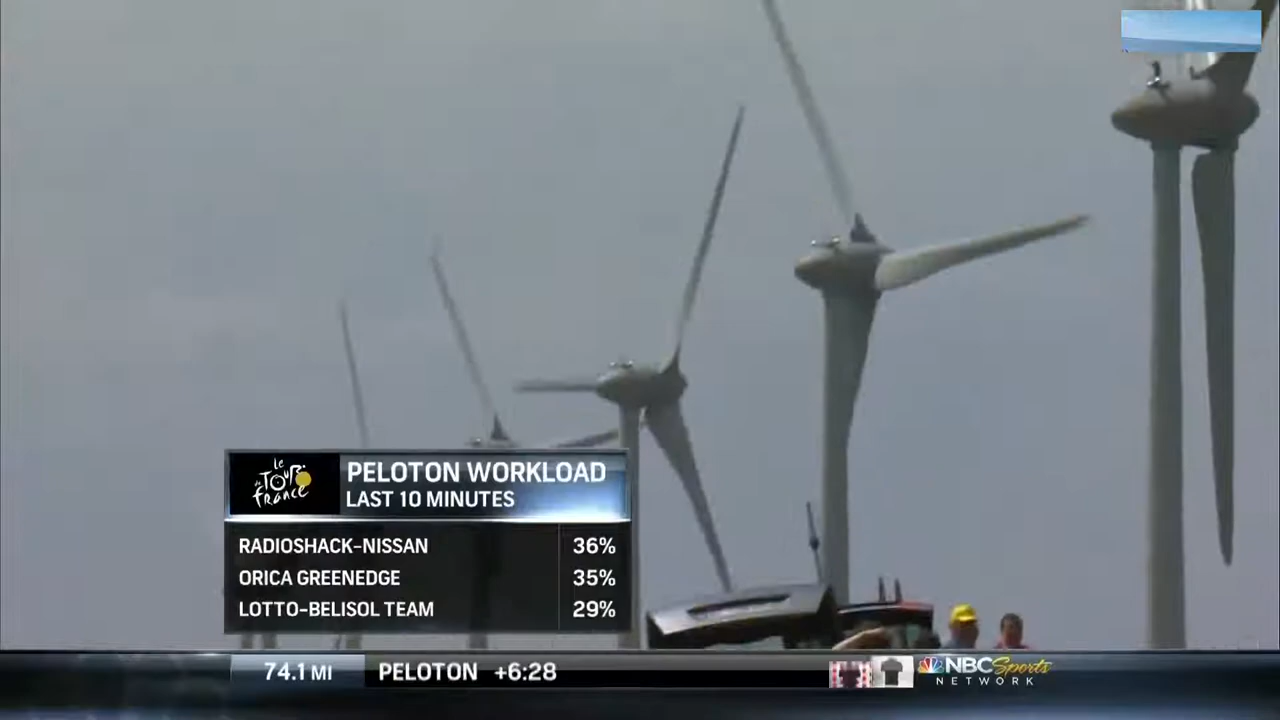 Le
TOUR
de
france
PELOTON WORKLOAD
LAST 10 MINUTES
RADIOSHACK-NISSAN 36%
ORICA GREENEDGE 35%
LOTTO-BELISOL TEAM 29%
74.1 MI PELOTON +6:28
NBC Sports
NETWORK